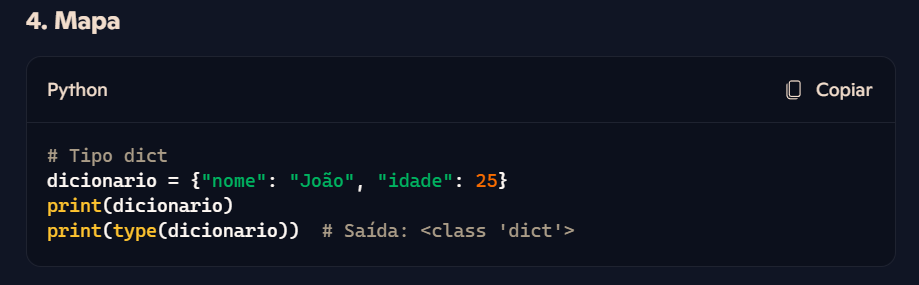 4. Mapa
Python
Copiar
# Tipo dict
dicionario = {"nome": "João", "idade": 25}
print(dicionario)
print(type(dicionario))  # Saída: <class 'dict'>